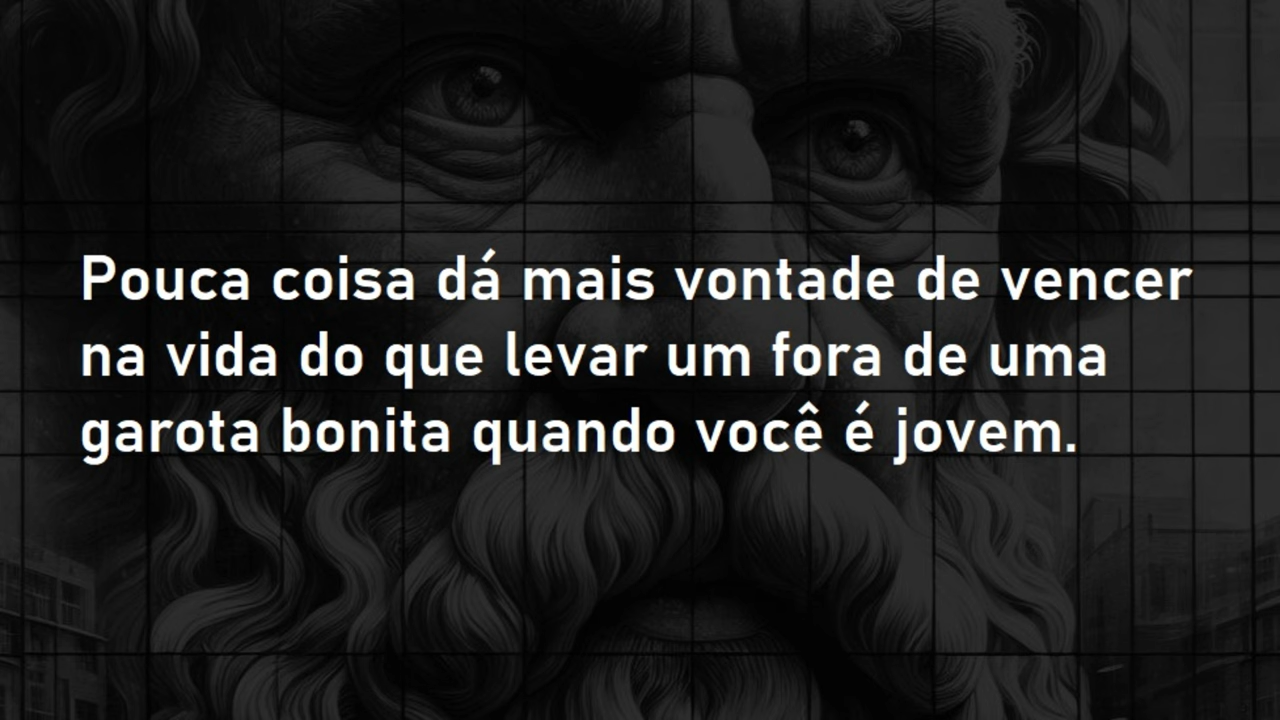 Pouca coisa dá mais vontade de vencer
na vida do que levar um fora de uma
garota bonita quando você é jovem.